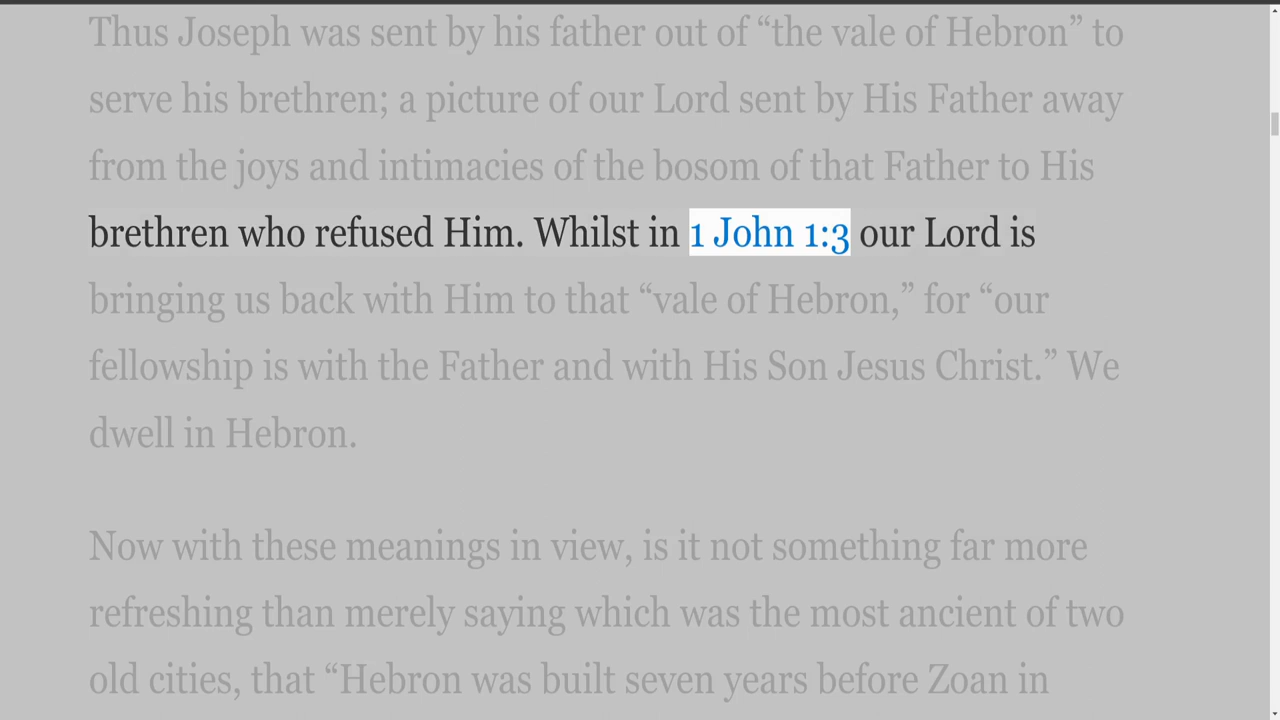 Thus Joseph was sent by his father out of “the vale of Hebron” to
serve his brethren; a picture of our Lord sent by His Father away
from the joys and intimacies of the bosom of that Father to His
brethren who refused Him. Whilst in 1 John 1:3 our Lord is
bringing us back with Him to that “vale of Hebron,” for “our
fellowship is with the Father and with His Son Jesus Christ.” We
dwell in Hebron.
Now with these meanings in view, is it not something far more
refreshing than merely saying which was the most ancient of two
old cities, that “Hebron was built seven years before Zoan in